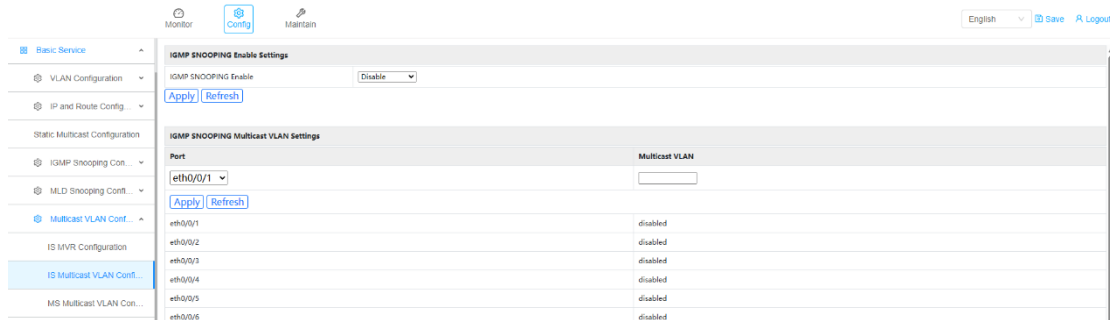 Monitor
Config
Maintain
English
Save
Logout
Basic Service
VLAN Configuration
IP and Route Config...
Static Multicast Configuration
IGMP Snooping Con...
MLD Snooping Confi...
Multicast VLAN Conf...
IS MVR Configuration
IS Multicast VLAN Confi...
MS Multicast VLAN Con...
IGMP SNOOPING Enable Settings
IGMP SNOOPING Enable Disable
Apply Refresh
IGMP SNOOPING Multicast VLAN Settings
Port Multicast VLAN
eth0/0/1
Apply Refresh
eth0/0/1 disabled
eth0/0/2 disabled
eth0/0/3 disabled
eth0/0/4 disabled
eth0/0/5 disabled
eth0/0/6 disabled